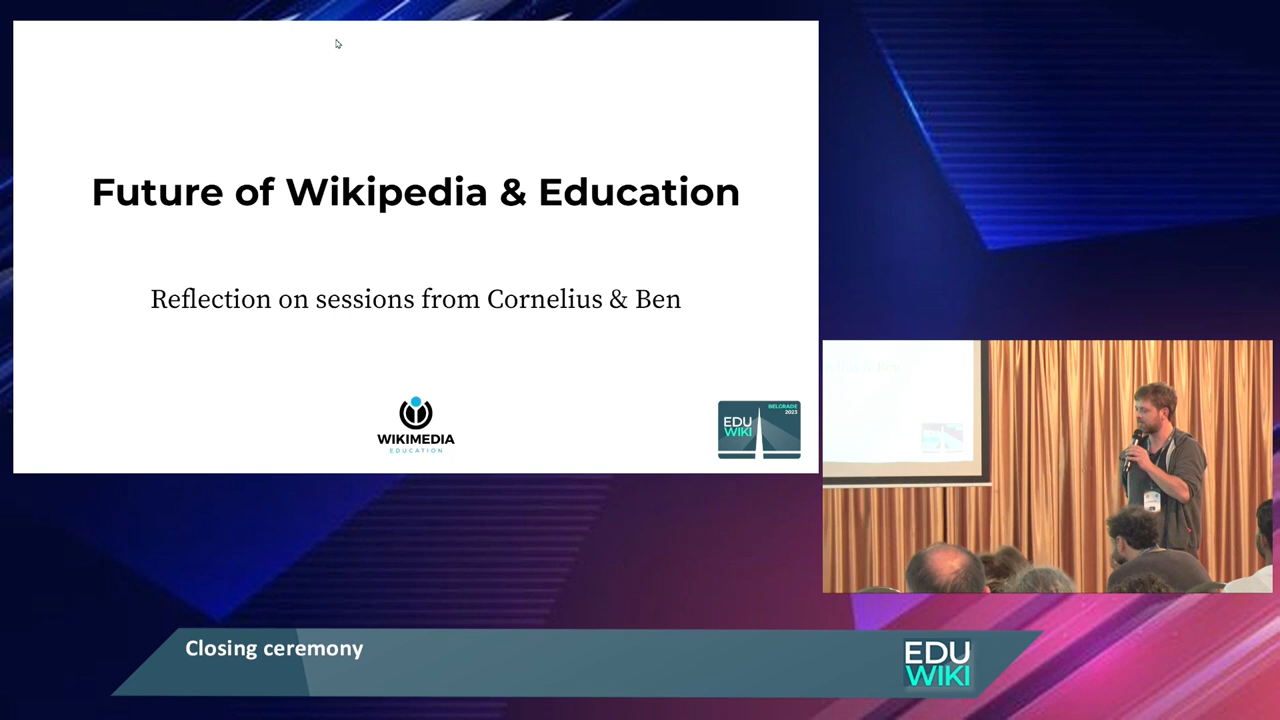 Future of Wikipedia & Education
Reflection on sessions from Cornelius & Ben
WIKIMEDIA
EDUCATION
BELGRADE
2023
EDU
WIKI
Closing ceremony
EDU
WIKI